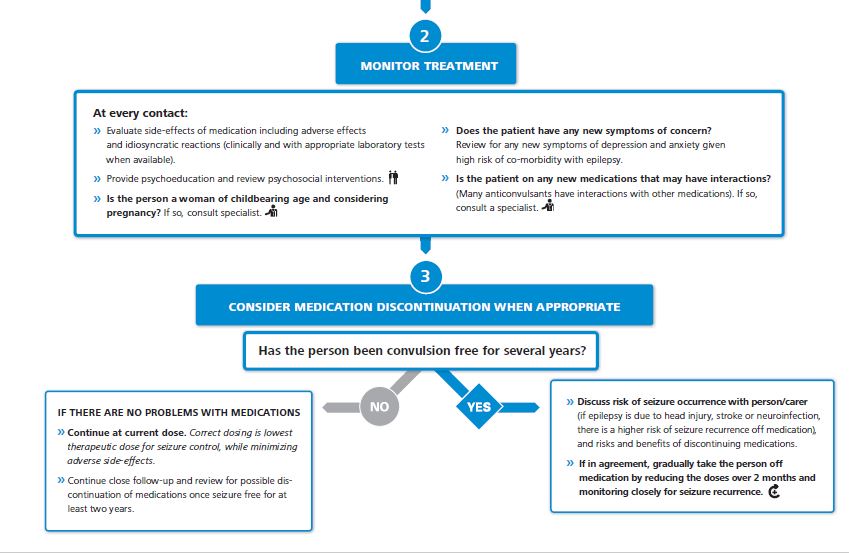 2
MONITOR TREATMENT
At every contact:
» Evaluate side-effects of medication including adverse effects
and idiosyncratic reactions (clinically and with appropriate laboratory tests
when available).
» Provide psychoeducation and review psychosocial interventions.
» Is the person a woman of childbearing age and considering
pregnancy? If so, consult specialist.
» Does the patient have any new symptoms of concern?
Review for any new symptoms of depression and anxiety given
high risk of co-morbidity with epilepsy.
» Is the patient on any new medications that may have interactions?
(Many anticonvulsants have interactions with other medications). If so,
consult a specialist.
3
CONSIDER MEDICATION DISCONTINUATION WHEN APPROPRIATE
Has the person been convulsion free for several years?
NO
YES
IF THERE ARE NO PROBLEMS WITH MEDICATIONS
» Continue at current dose. Correct dosing is lowest
therapeutic dose for seizure control, while minimizing
adverse side-effects.
» Continue close follow-up and review for possible dis-
continuation of medications once seizure free for at
least two years.
» Discuss risk of seizure occurrence with person/carer
(if epilepsy is due to head injury, stroke or neuroinfection,
there is a higher risk of seizure recurrence off medication),
and risks and benefits of discontinuing medications.
» If in agreement, gradually take the person off
medication by reducing the doses over 2 months and
monitoring closely for seizure recurrence.